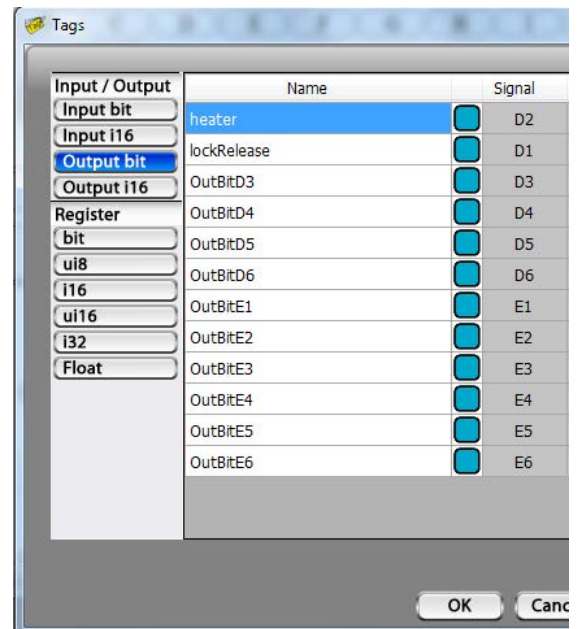 Tags
Input / Output
Input bit
Input i16
Output bit
Output i16
Register
bit
ui8
i16
ui16
i32
Float
Name Signal
heater D2
lockRelease D1
OutBitD3 D3
OutBitD4 D4
OutBitD5 D5
OutBitD6 D6
OutBitE1 E1
OutBitE2 E2
OutBitE3 E3
OutBitE4 E4
OutBitE5 E5
OutBitE6 E6
OK Canc